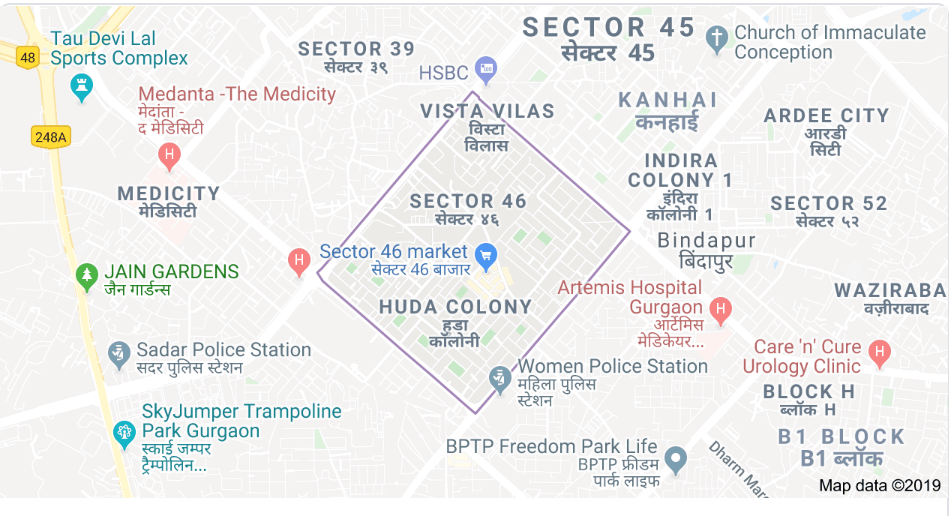 SECTOR 45
सेक्टर 45
Church of Immaculate
Conception
Tau Devi Lal
Sports Complex
48
SECTOR 39
सेक्टर ३९
HSBC
Medanta -The Medicity
मेदांता -
द मेडिसिटी
248A
H
VISTA VILAS
विस्टा
विलास
KANHAI
कनहाई
ARDEE CITY
आरडी
सिटी
INDIRA
COLONY 1
इंदिरा
कॉलोनी 1
MEDICITY
मेडिसिटी
SECTOR 46
सेक्टर ४६
SECTOR 52
सेक्टर ५२
Bindapur
बिंदापुर
H
Sector 46 market
सेक्टर 46 बाजार
JAIN GARDENS
जैन गार्डन्स
Artemis Hospital
Gurgaon
आर्टेमिस
मेडिकेयर...
H
WAZIRABA
वज़ीराबाद
HUDA COLONY
हुडा
कॉलोनी
Sadar Police Station
सदर पुलिस स्टेशन
Care 'n' Cure
Urology Clinic
H
Women Police Station
महिला पुलिस
स्टेशन
BLOCK H
ब्लॉक H
SkyJumper Trampoline
Park Gurgaon
स्काई जम्पर
ट्रैम्पोलिन...
B1 BLOCK
B1 ब्लॉक
BPTP Freedom Park Life
BPTP फ्रीडम
पार्क लाइफ
Dharm Marg
Map data ©2019